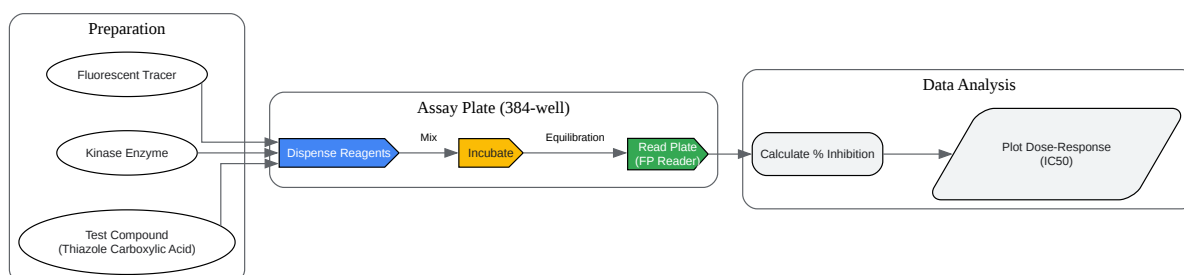 Preparation
Fluorescent Tracer
Kinase Enzyme
Test Compound
(Thiazole Carboxylic Acid)
Assay Plate (384-well)
Dispense Reagents
Mix
Incubate
Equilibration
Read Plate
(FP Reader)
Data Analysis
Calculate % Inhibition
Plot Dose-Response
(IC50)